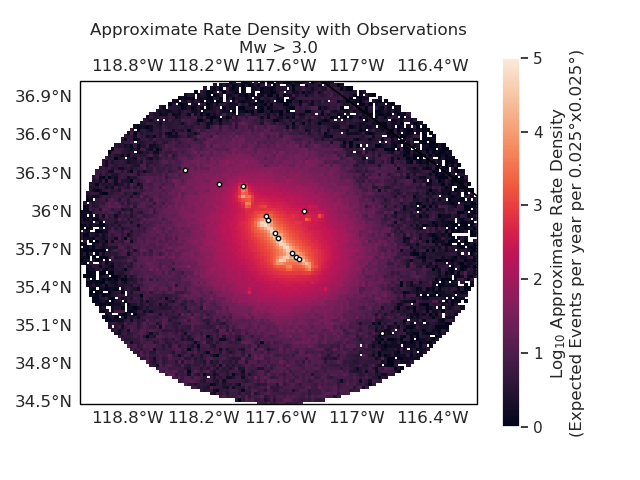 Approximate Rate Density with Observations
Mw > 3.0
118.8°W 118.2°W 117.6°W 117°W 116.4°W
36.9°N
36.6°N
36.3°N
36°N
35.7°N
35.4°N
35.1°N
34.8°N
34.5°N
118.8°W 118.2°W 117.6°W 117°W 116.4°W
5
4
3
2
1
0
Log₁₀ Approximate Rate Density
(Expected Events per year per 0.025°x0.025°)